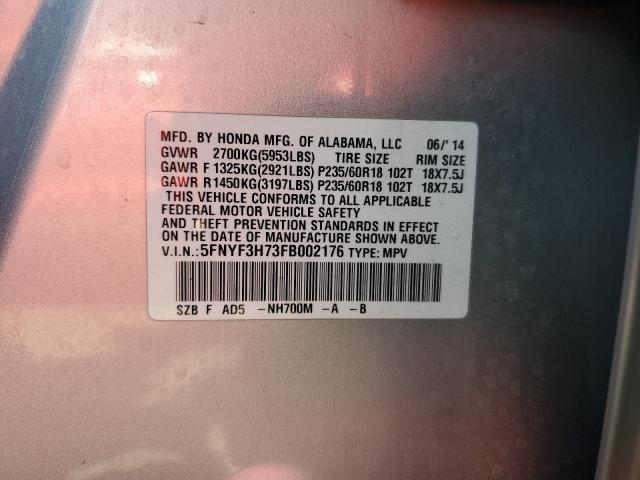 MFD. BY HONDA MFG. OF ALABAMA, LLC 06/'14
GVWR 2700KG(5953LBS) TIRE SIZE RIM SIZE
GAWR F 1325KG(2921LBS) P235/60R18 102T 18X7.5J
GAWR R1450KG(3197LBS) P235/60R18 102T 18X7.5J
THIS VEHICLE CONFORMS TO ALL APPLICABLE
FEDERAL MOTOR VEHICLE SAFETY
AND THEFT PREVENTION STANDARDS IN EFFECT
ON THE DATE OF MANUFACTURE SHOWN ABOVE.
V.I.N.: 5FNYF3H73FB002176 TYPE: MPV
SZB F AD5 -NH700M -A -B